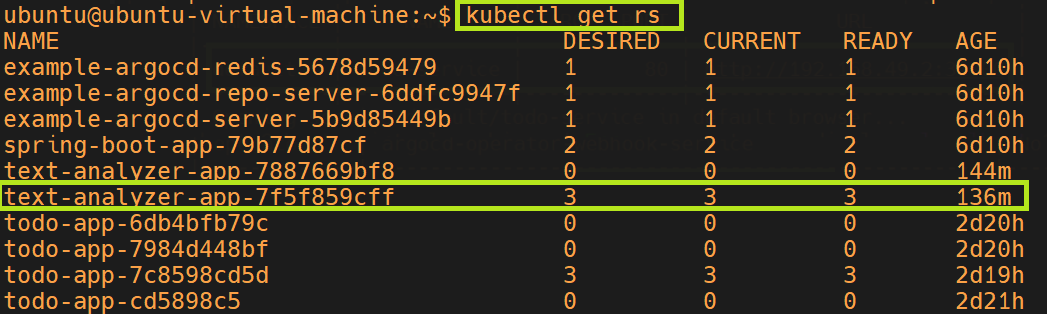 ubuntu@ubuntu-virtual-machine:~$ kubectl get rs
NAME DESIRED CURRENT READY AGE
example-argocd-redis-5678d59479 1 1 1 6d10h
example-argocd-repo-server-6ddfc9947f 1 1 1 6d10h
example-argocd-server-5b9d85449b 1 1 1 6d10h
spring-boot-app-79b77d87cf 2 2 2 6d10h
text-analyzer-app-7887669bf8 0 0 0 144m
text-analyzer-app-7f5f859cff 3 3 3 136m
todo-app-6db4bfb79c 0 0 0 2d20h
todo-app-7984d448bf 0 0 0 2d20h
todo-app-7c8598cd5d 3 3 3 2d19h
todo-app-cd5898c5 0 0 0 2d21h